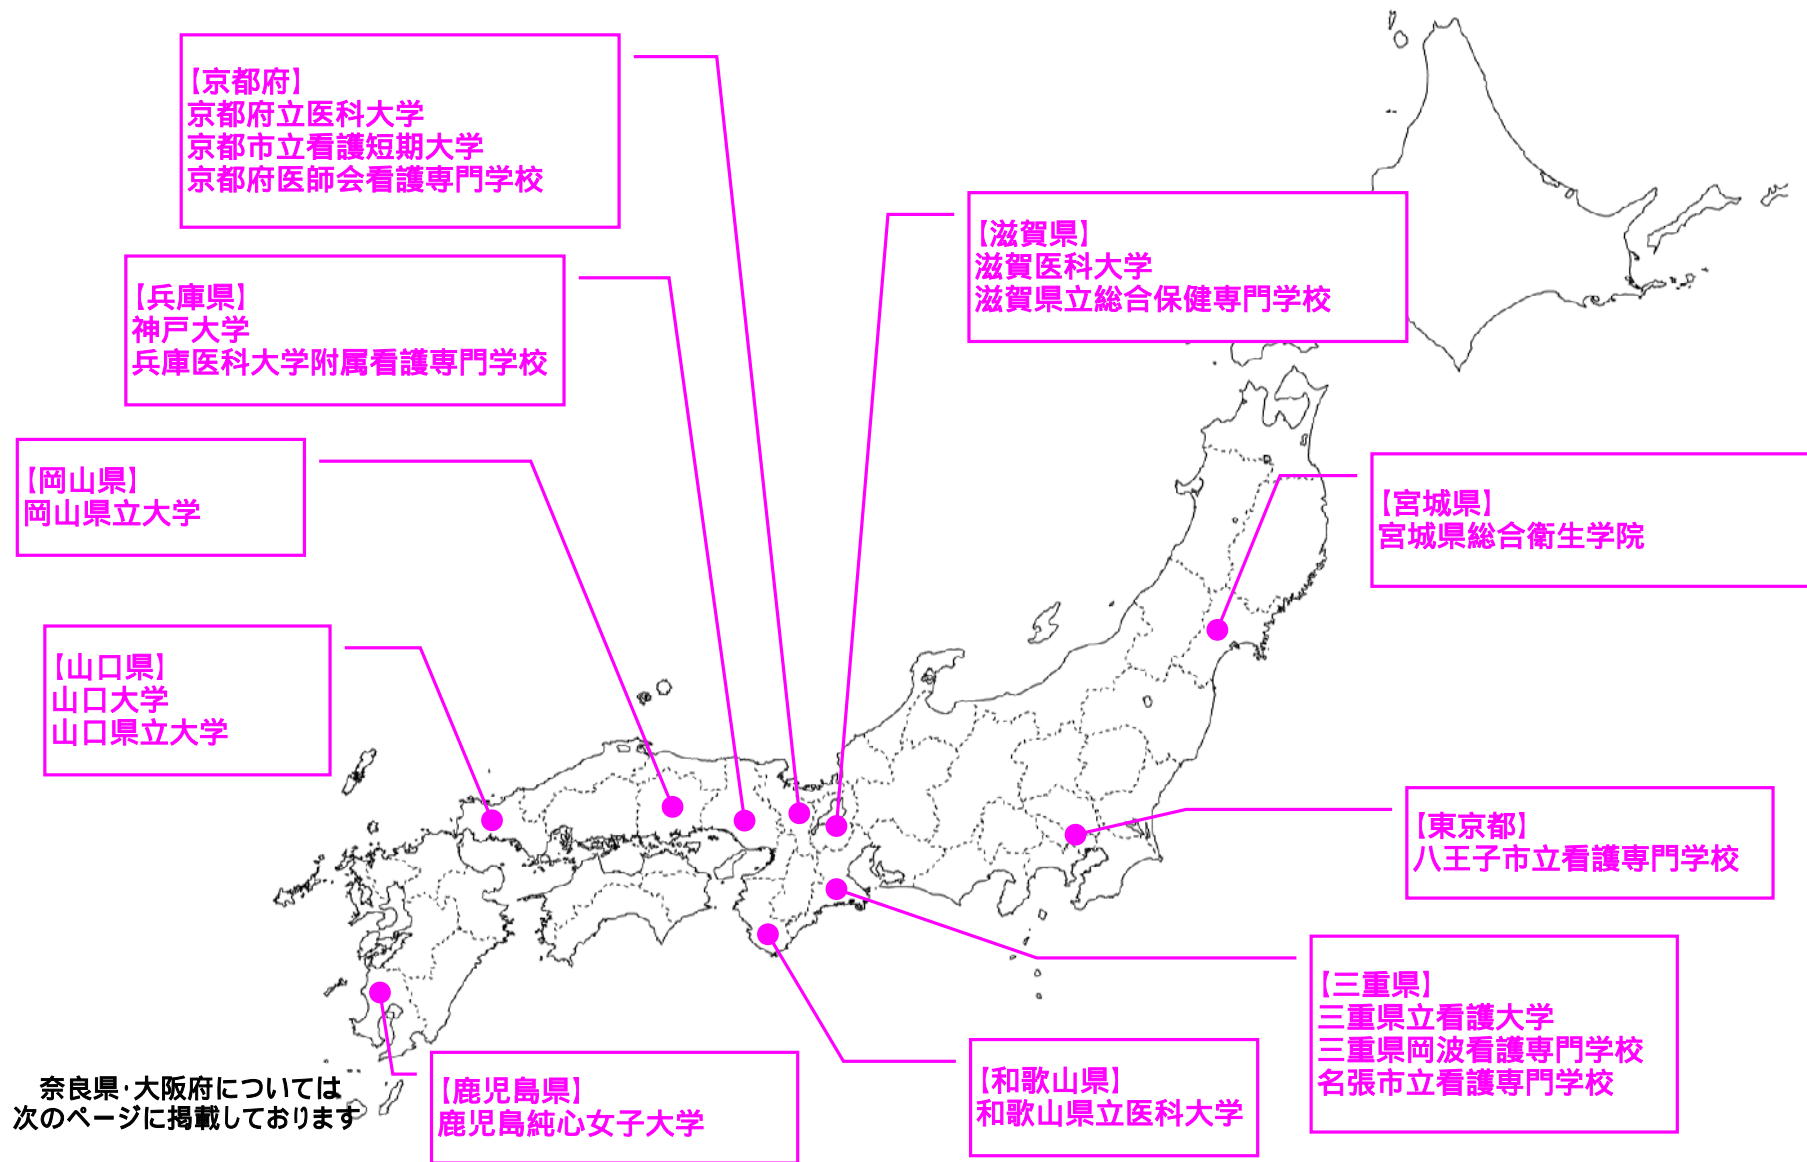 【京都府】
京都府立医科大学
京都市立看護短期大学
京都府医師会看護専門学校
【滋賀県】
滋賀医科大学
滋賀県立総合保健専門学校
【兵庫県】
神戸大学
兵庫医科大学附属看護専門学校
【岡山県】
岡山県立大学
【宮城県】
宮城県総合衛生学院
【山口県】
山口大学
山口県立大学
【東京都】
八王子市立看護専門学校
【三重県】
三重県立看護大学
三重県岡波看護専門学校
名張市立看護専門学校
【和歌山県】
和歌山県立医科大学
【鹿児島県】
鹿児島純心女子大学
奈良県・大阪府については
次のページに掲載しております